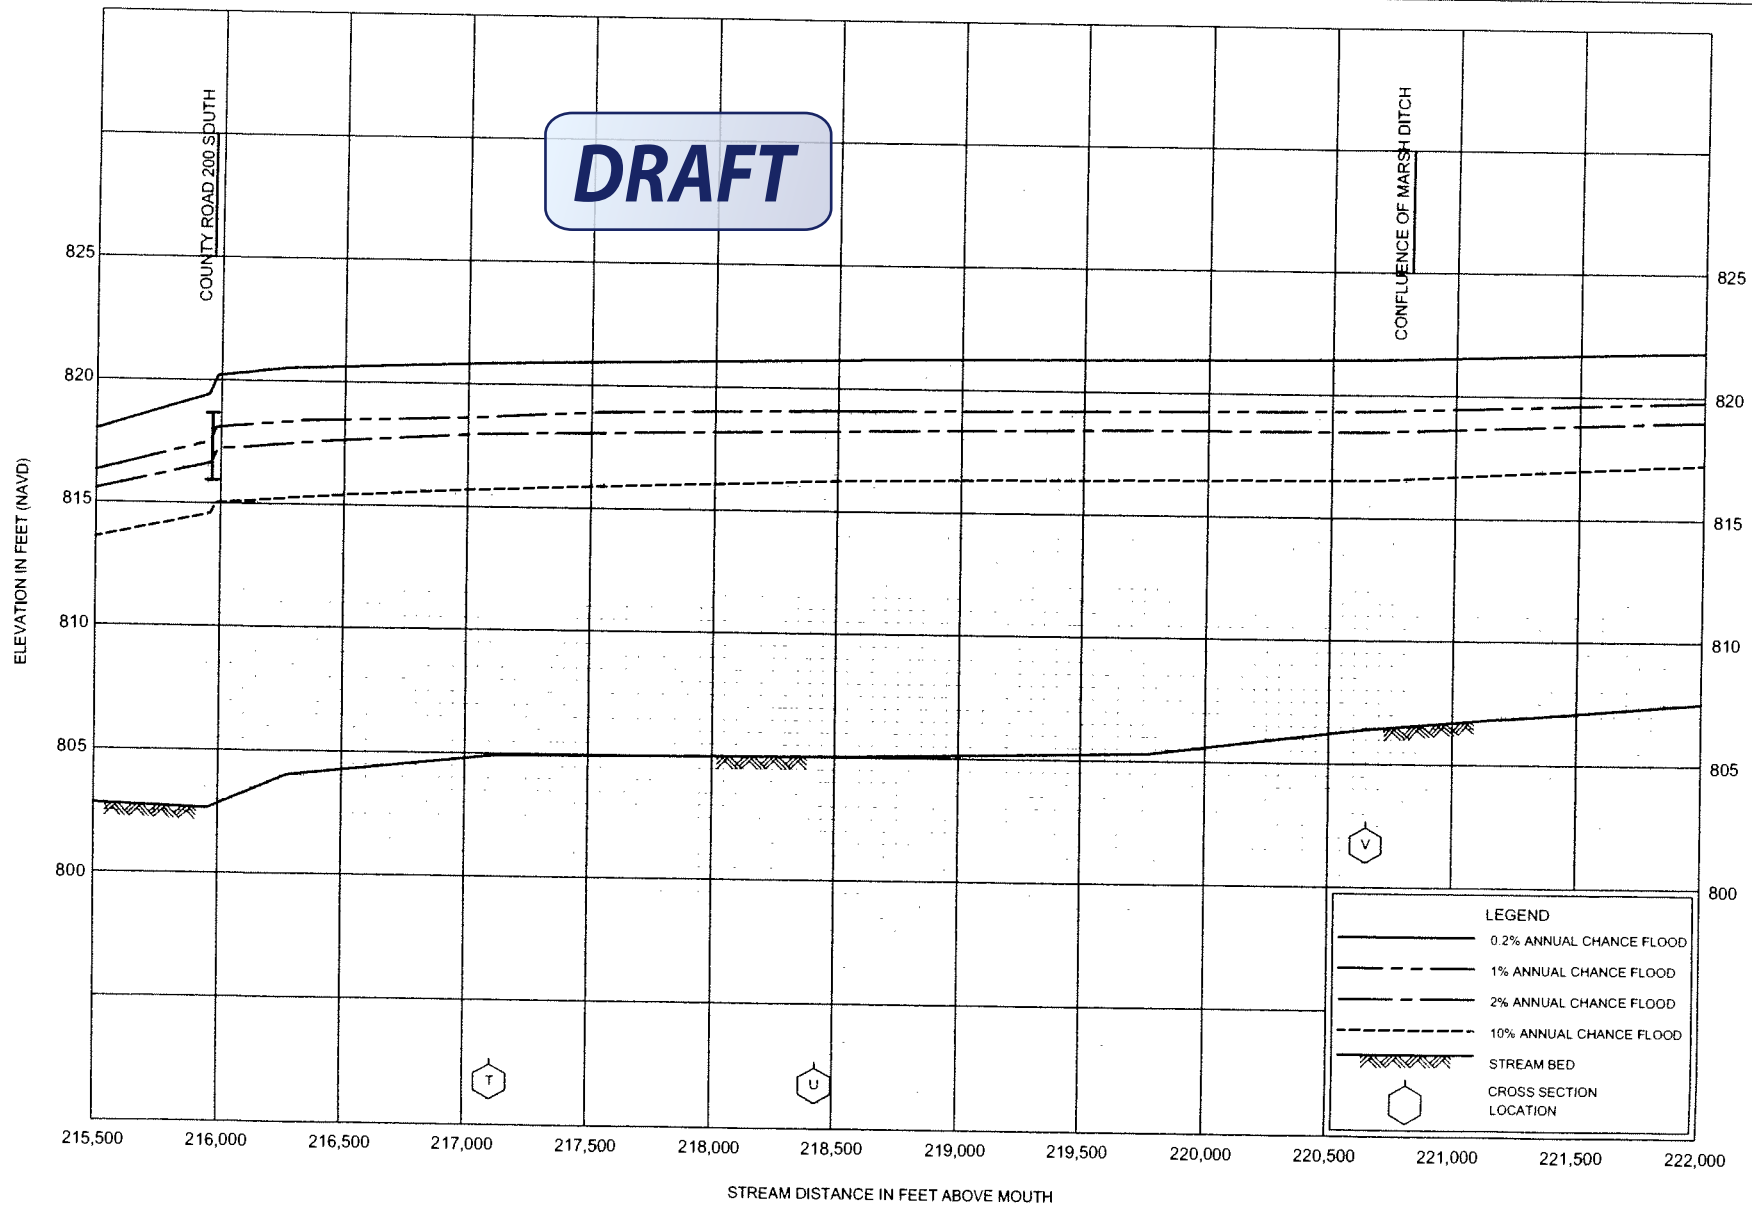 COUNTY ROAD 200 SOUTH
DRAFT
CONFLUENCE OF MARSH DITCH
825
820
815
810
805
800
825
820
815
810
805
800
ELEVATION IN FEET (NAVD)
T
U
V
LEGEND
0.2% ANNUAL CHANCE FLOOD
1% ANNUAL CHANCE FLOOD
2% ANNUAL CHANCE FLOOD
10% ANNUAL CHANCE FLOOD
STREAM BED
CROSS SECTION
LOCATION
215,500 216,000 216,500 217,000 217,500 218,000 218,500 219,000 219,500 220,000 220,500 221,000 221,500 222,000
STREAM DISTANCE IN FEET ABOVE MOUTH